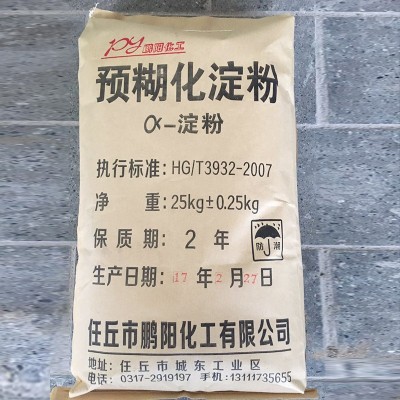 py 鹏阳化工
预糊化淀粉
α-淀粉
执行标准: HG/T3932-2007
净 重: 25kg±0.25kg
保质期: 2 年
防 潮
生产日期: 17 年 2 月 27日
任丘市鹏阳化工有限公司
地址: 任丘市城东工业区
电话: 0317-2919197 手机: 13111735655